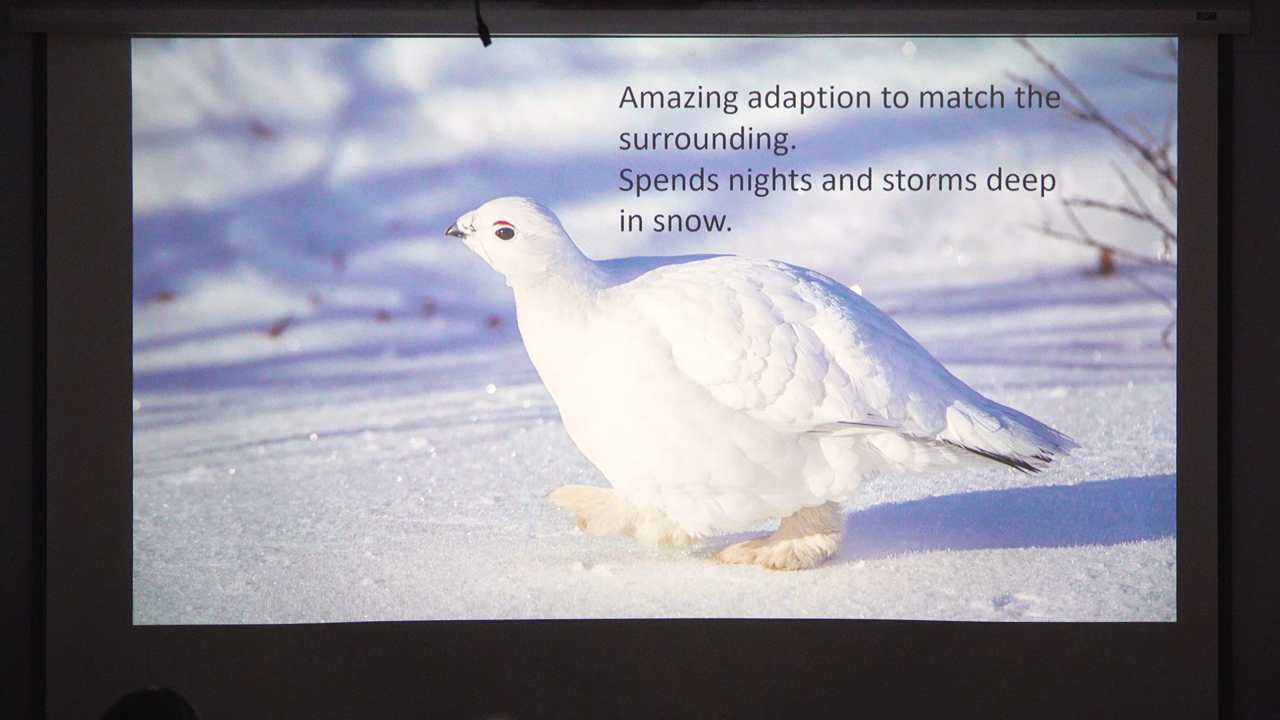 Amazing adaption to match the
surrounding.
Spends nights and storms deep
in snow.